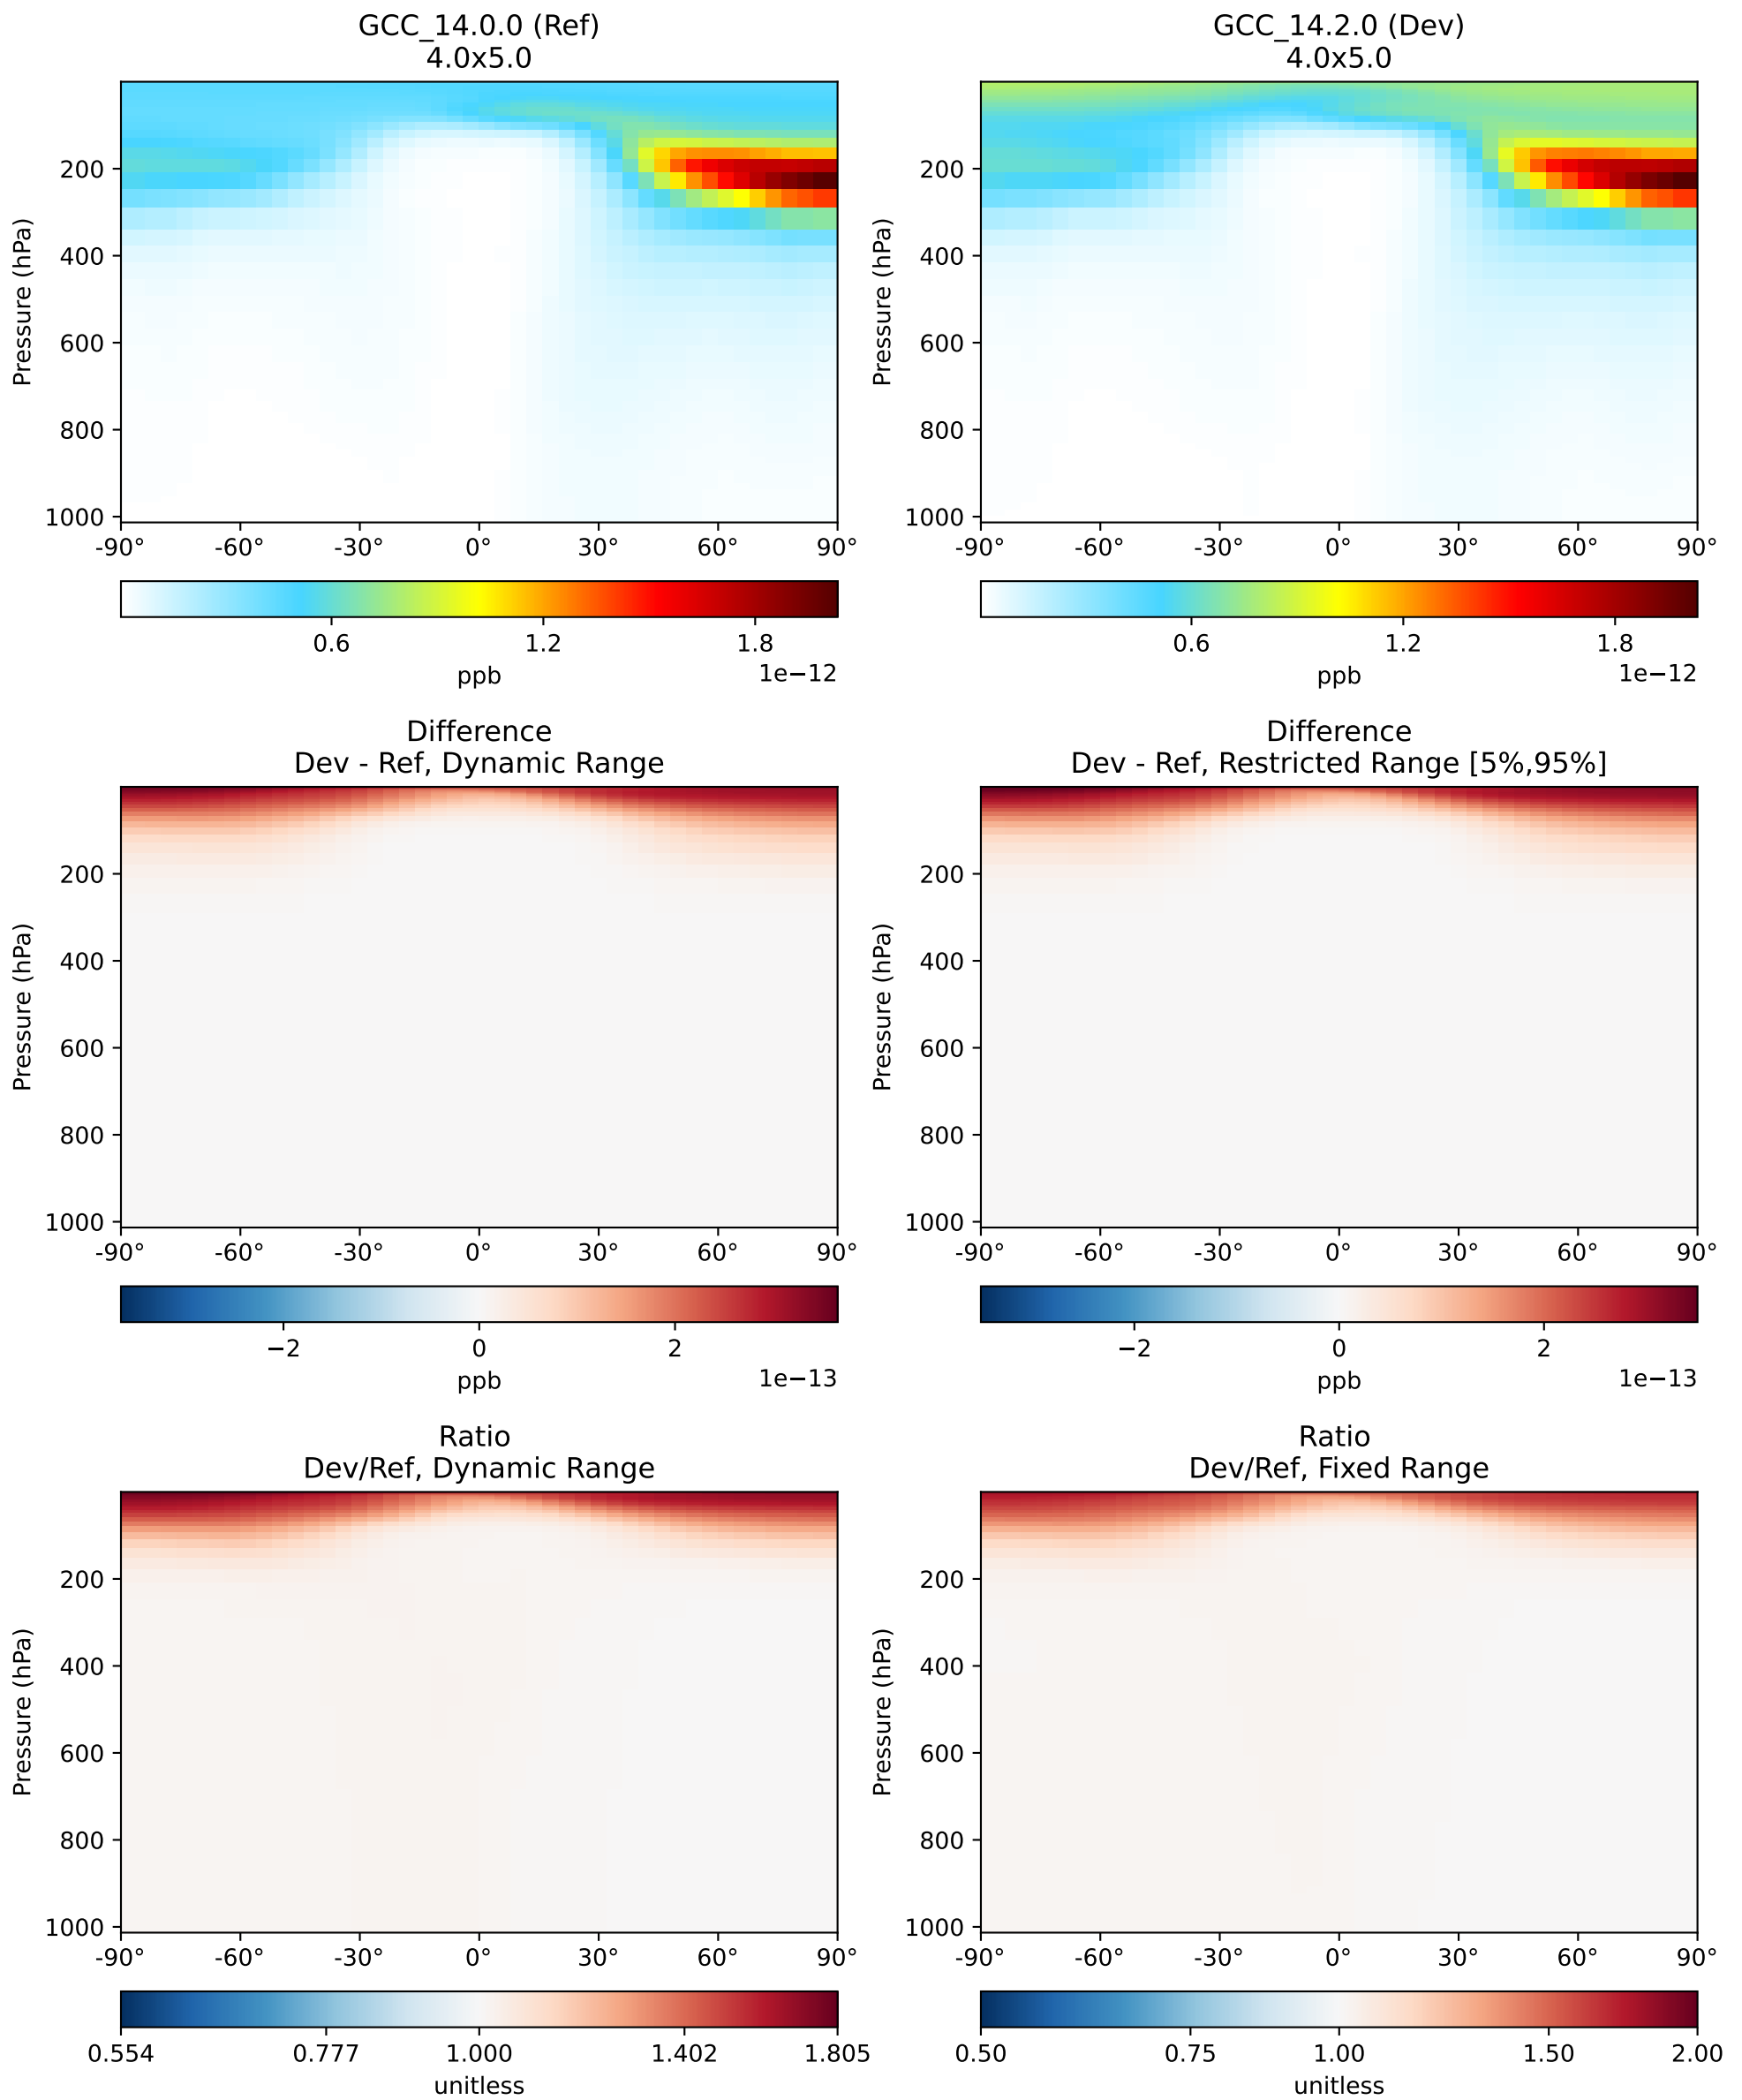 GCC_14.0.0 (Ref)
4.0x5.0
Pressure (hPa)
200
400
600
800
1000
-90° -60° -30° 0° 30° 60° 90°
0.6 1.2 1.8
ppb
1e−12
GCC_14.2.0 (Dev)
4.0x5.0
Pressure (hPa)
200
400
600
800
1000
-90° -60° -30° 0° 30° 60° 90°
0.6 1.2 1.8
ppb
1e−12
Difference
Dev - Ref, Dynamic Range
Pressure (hPa)
200
400
600
800
1000
-90° -60° -30° 0° 30° 60° 90°
−2 0 2
ppb
1e−13
Difference
Dev - Ref, Restricted Range [5%,95%]
Pressure (hPa)
200
400
600
800
1000
-90° -60° -30° 0° 30° 60° 90°
−2 0 2
ppb
1e−13
Ratio
Dev/Ref, Dynamic Range
Pressure (hPa)
200
400
600
800
1000
-90° -60° -30° 0° 30° 60° 90°
0.554 0.777 1.000 1.402 1.805
unitless
Ratio
Dev/Ref, Fixed Range
Pressure (hPa)
200
400
600
800
1000
-90° -60° -30° 0° 30° 60° 90°
0.50 0.75 1.00 1.50 2.00
unitless